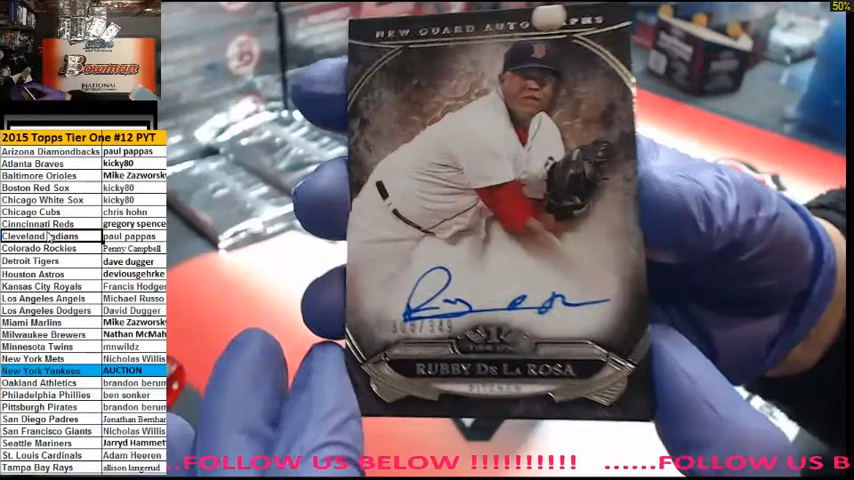 50%
Bowman
NATIONAL
2015 Topps Tier One #12 PYT
Arizona Diamondbacks paul pappas
Atlanta Braves kicky80
Baltimore Orioles Mike Zazworsk
Boston Red Sox kicky80
Chicago White Sox kicky80
Chicago Cubs chris hohn
Cinncinnati Reds gregory spence
Cleveland Indians paul pappas
Colorado Rockies Penny Campbell
Detroit Tigers dave dugger
Houston Astros deviousgehrke
Kansas City Royals Francis Hodges
Los Angeles Angels Michael Russo
Los Angeles Dodgers David Dugger
Miami Marlins Mike Zazworsk
Milwaukee Brewers Nathan McMah
Minnesota Twins mnwildz
New York Mets Nicholas Willis
New York Yankees AUCTION
Oakland Athletics brandon berum
Philadelphia Phillies ben sonker
Pittsburgh Pirates brandon berum
San Diego Padres Jonathan Bernhar
San Francisco Giants Nicholas Willis
Seattle Mariners Jarryd Hammet
St. Louis Cardinals Adam Heeren
Tampa Bay Rays allison langerud
NEW GUARD AUTOGRAPHS
B
TIER ONE
RUBBY DE LA ROSA
PITCHER
...FOLLOW US BELOW !!!!!!!!!! ......FOLLOW US B